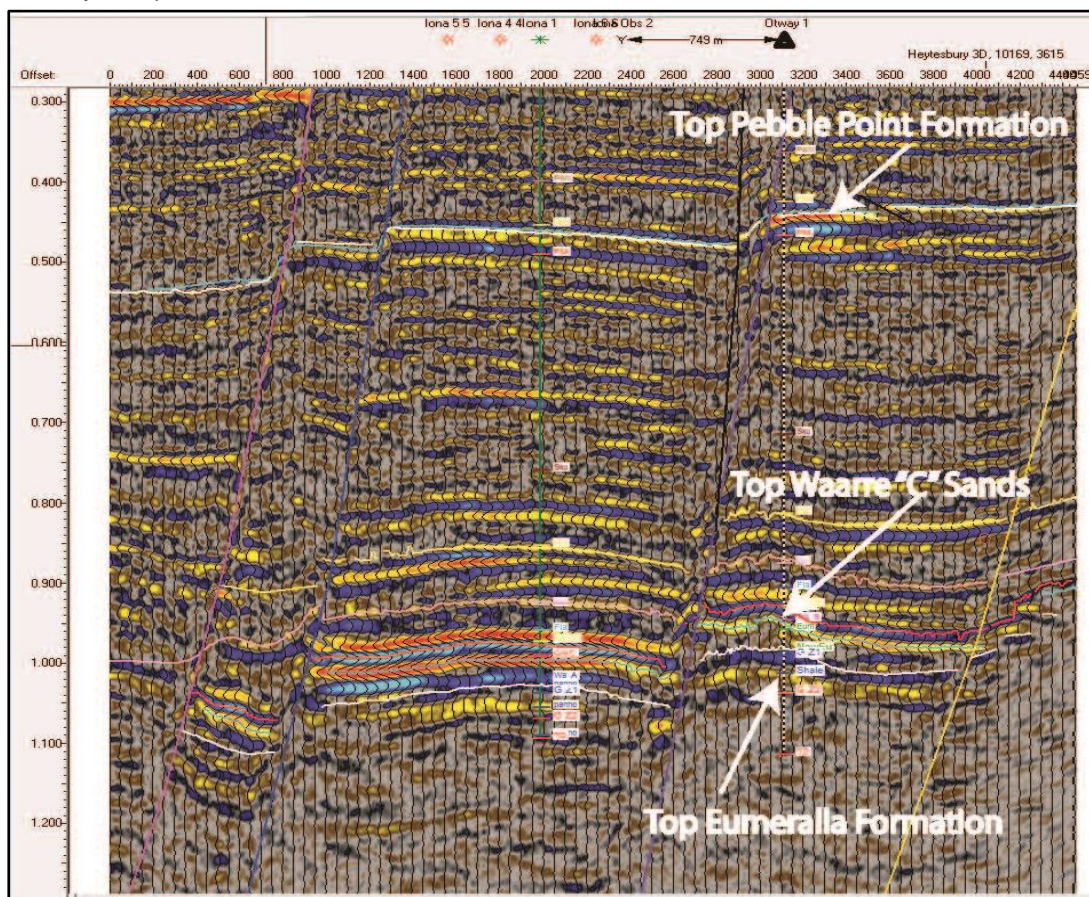 Iona 5 5 Iona 4 4 Iona 1 Obs 2 Otway 1
749 m
Heytesbury 3D, 10169, 3615
Offset: 0 200 400 600 800 1000 1200 1400 1600 1800 2000 2200 2400 2600 2800 3000 3200 3400 3600 3800 4000 4200
0.300
Top Pebble Point Formation
0.400
0.500
0.600
0.700
Top Waarre "C" Sands
0.800
0.900
1.000
G Z1
G Z1
Shale
1.100
Top Eumeralla Formation
1.200